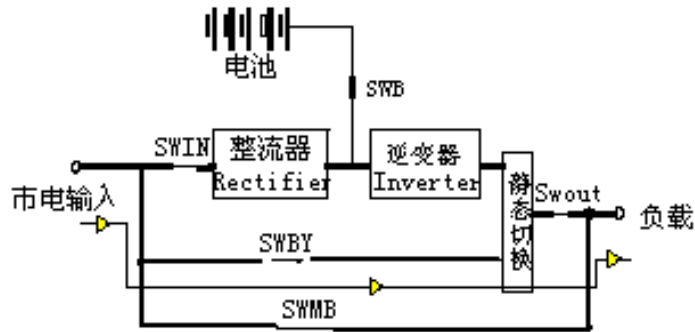 电池
SWB
SWIN
整流器
Rectifier
逆变器
Inverter
静态切换
Swout
市电输入
负载
SWBY
SWMB